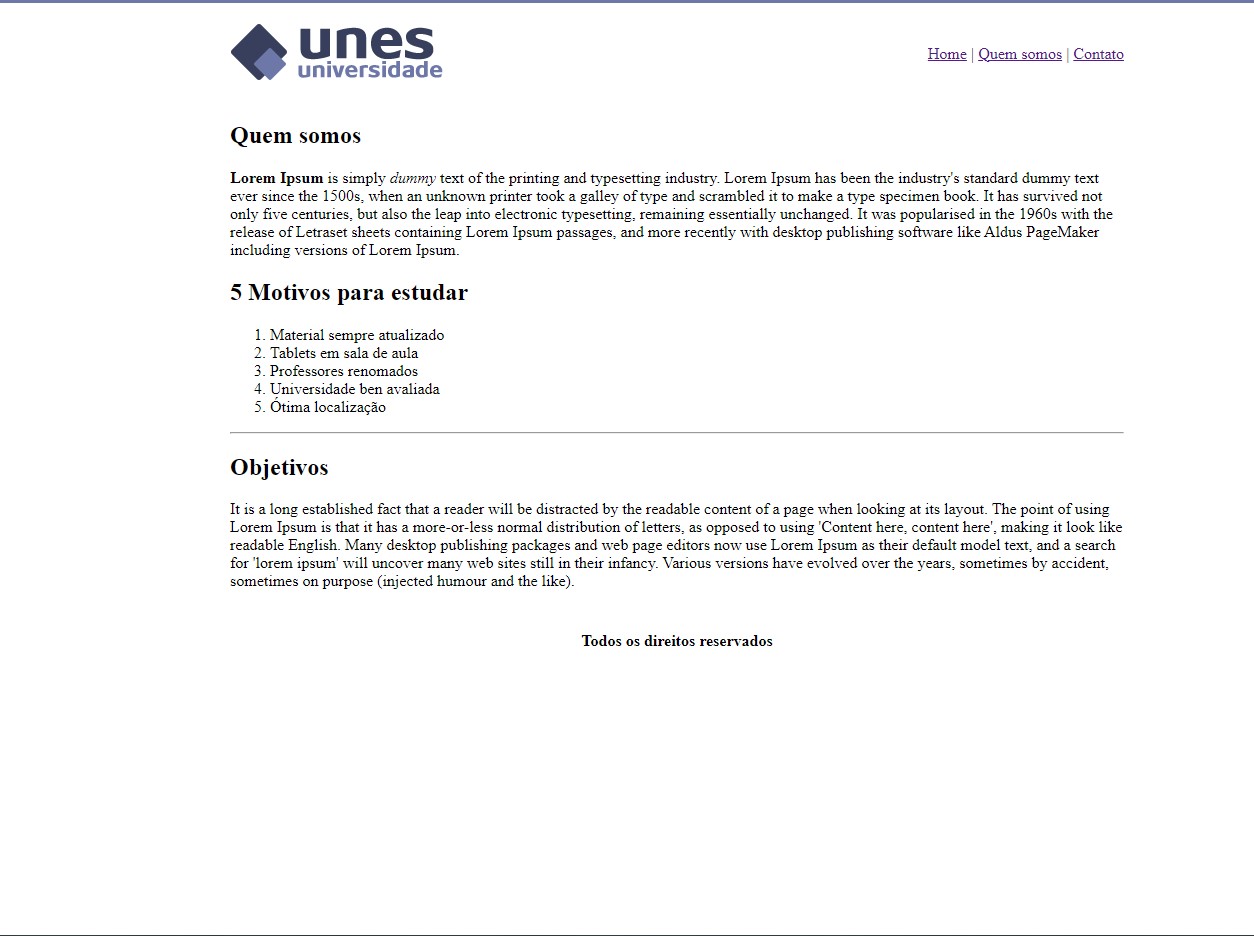 unes
universidade
Home | Quem somos | Contato
Quem somos
Lorem Ipsum is simply dummy text of the printing and typesetting industry. Lorem Ipsum has been the industry's standard dummy text
ever since the 1500s, when an unknown printer took a galley of type and scrambled it to make a type specimen book. It has survived not
only five centuries, but also the leap into electronic typesetting, remaining essentially unchanged. It was popularised in the 1960s with the
release of Letraset sheets containing Lorem Ipsum passages, and more recently with desktop publishing software like Aldus PageMaker
including versions of Lorem Ipsum.
5 Motivos para estudar
1. Material sempre atualizado
2. Tablets em sala de aula
3. Professores renomados
4. Universidade ben avaliada
5. Ótima localização
Objetivos
It is a long established fact that a reader will be distracted by the readable content of a page when looking at its layout. The point of using
Lorem Ipsum is that it has a more-or-less normal distribution of letters, as opposed to using 'Content here, content here', making it look like
readable English. Many desktop publishing packages and web page editors now use Lorem Ipsum as their default model text, and a search
for 'lorem ipsum' will uncover many web sites still in their infancy. Various versions have evolved over the years, sometimes by accident,
sometimes on purpose (injected humour and the like).
Todos os direitos reservados